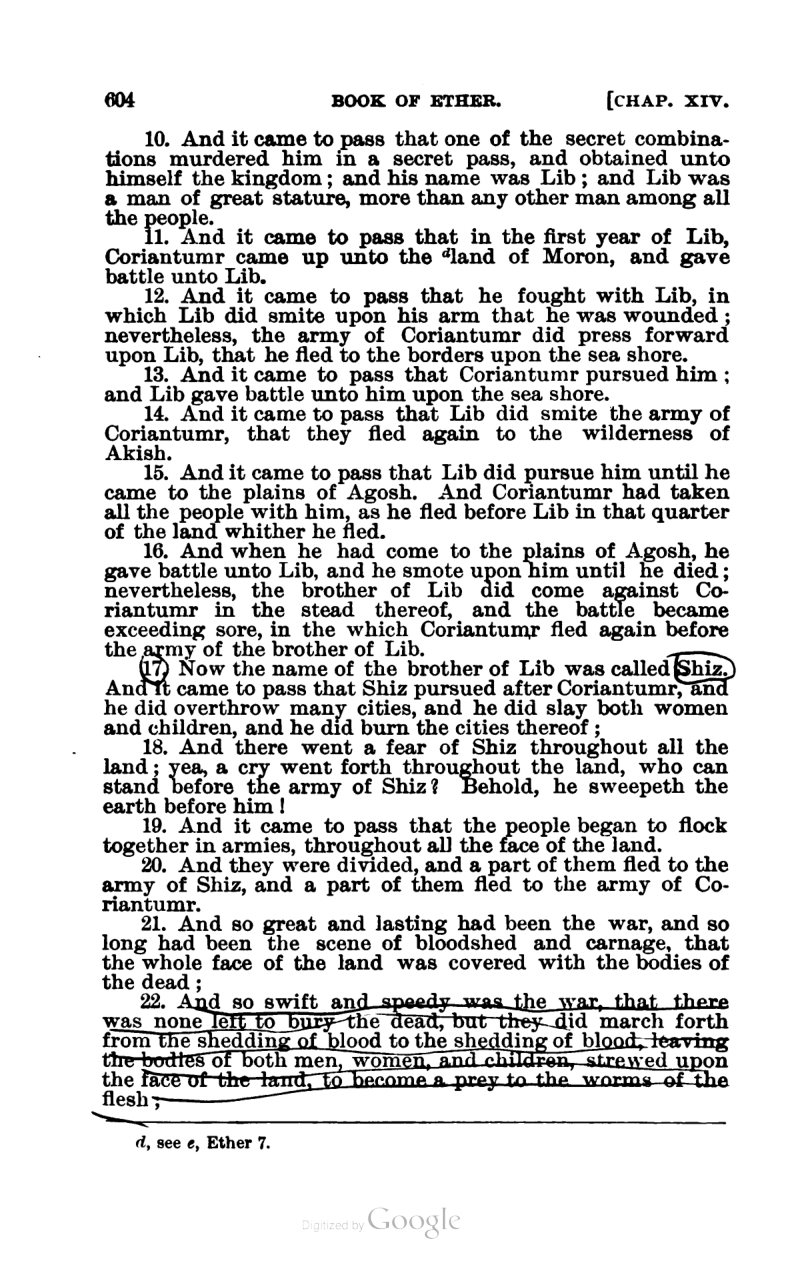 604 BOOK OF ETHER. [CHAP. XIV.
10. And it came to pass that one of the secret combina-
tions murdered him in a secret pass, and obtained unto
himself the kingdom; and his name was Lib; and Lib was
a man of great stature, more than any other man among all
the people.
11. And it came to pass that in the first year of Lib,
Coriantumr came up unto the dland of Moron, and gave
battle unto Lib.
12. And it came to pass that he fought with Lib, in
which Lib did smite upon his arm that he was wounded;
nevertheless, the army of Coriantumr did press forward
upon Lib, that he fled to the borders upon the sea shore.
13. And it came to pass that Coriantumr pursued him;
and Lib gave battle unto him upon the sea shore.
14. And it came to pass that Lib did smite the army of
Coriantumr, that they fled again to the wilderness of
Akish.
15. And it came to pass that Lib did pursue him until he
came to the plains of Agosh. And Coriantumr had taken
all the people with him, as he fled before Lib in that quarter
of the land whither he fled.
16. And when he had come to the plains of Agosh, he
gave battle unto Lib, and he smote upon him until he died;
nevertheless, the brother of Lib did come against Co-
riantumr in the stead thereof, and the battle became
exceeding sore, in the which Coriantumr fled again before
the army of the brother of Lib.
17. Now the name of the brother of Lib was called Shiz.
And it came to pass that Shiz pursued after Coriantumr, and
he did overthrow many cities, and he did slay both women
and children, and he did burn the cities thereof;
18. And there went a fear of Shiz throughout all the
land; yea, a cry went forth throughout the land, who can
stand before the army of Shiz? Behold, he sweepeth the
earth before him!
19. And it came to pass that the people began to flock
together in armies, throughout all the face of the land.
20. And they were divided, and a part of them fled to the
army of Shiz, and a part of them fled to the army of Co-
riantumr.
21. And so great and lasting had been the war, and so
long had been the scene of bloodshed and carnage, that
the whole face of the land was covered with the bodies of
the dead;
22. And so swift and speedy was the war, that there
was none left to bury the dead, but they did march forth
from the shedding of blood to the shedding of blood, leaving
the bodies of both men, women, and children, strewed upon
the face of the land, to become a prey to the worms of the
flesh;
d, see e, Ether 7.
Digitized by Google